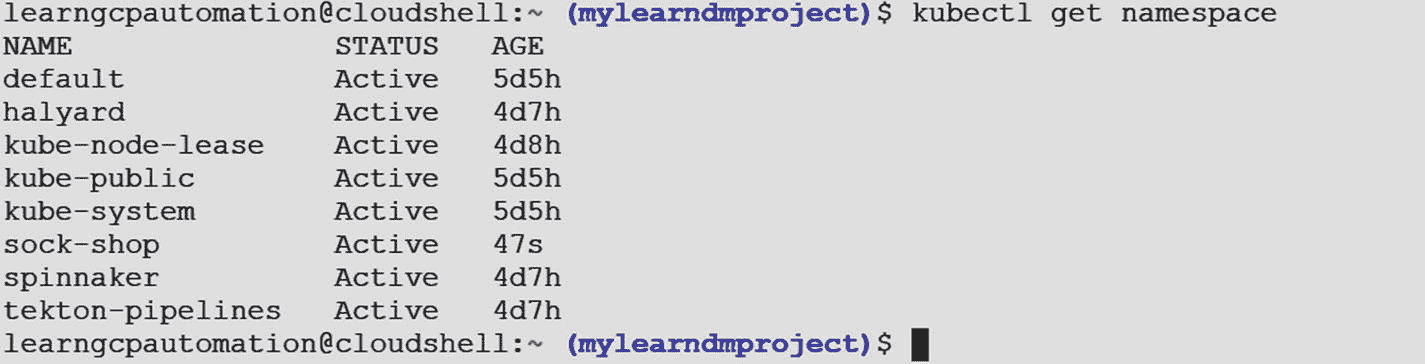 learngcpautomation@cloudshell:~ (mylearndmproject)$ kubectl get namespace
NAME STATUS AGE
default Active 5d5h
halyard Active 4d7h
kube-node-lease Active 4d8h
kube-public Active 5d5h
kube-system Active 5d5h
sock-shop Active 47s
spinnaker Active 4d7h
tekton-pipelines Active 4d7h
learngcpautomation@cloudshell:~ (mylearndmproject)$